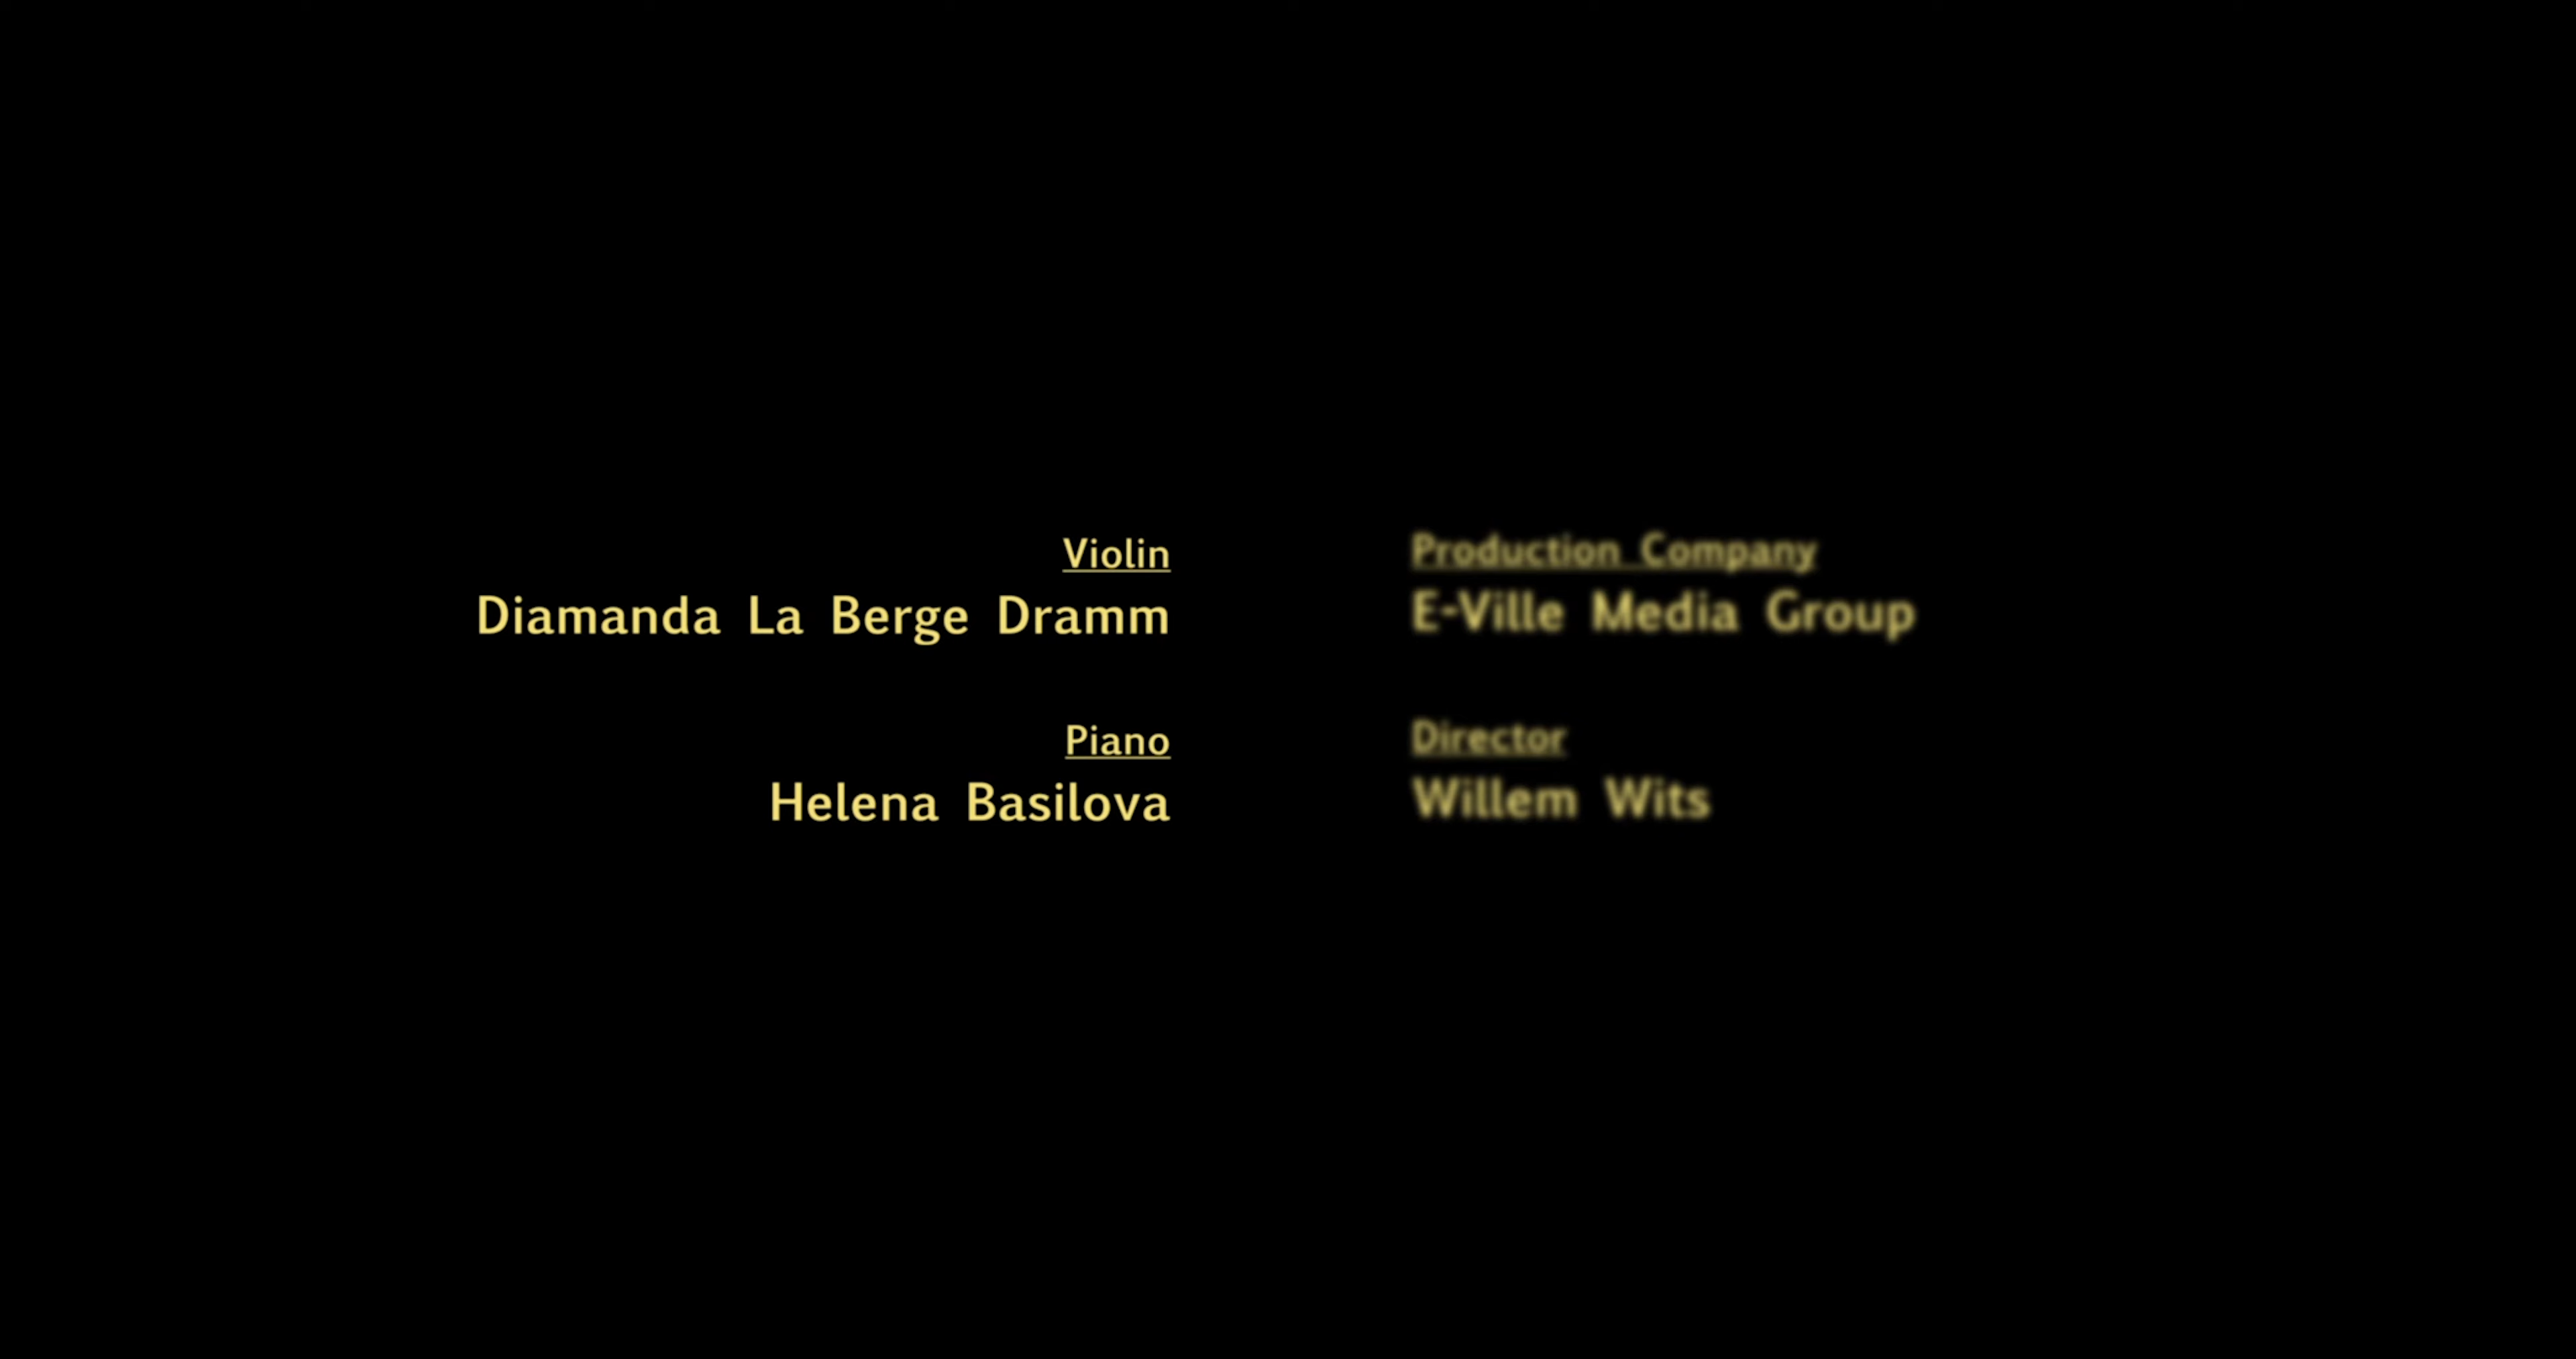 Violin
Diamanda La Berge Dramm
Piano
Helena Basilova
Production Company
E-Ville Media Group
Director
Willem Wits